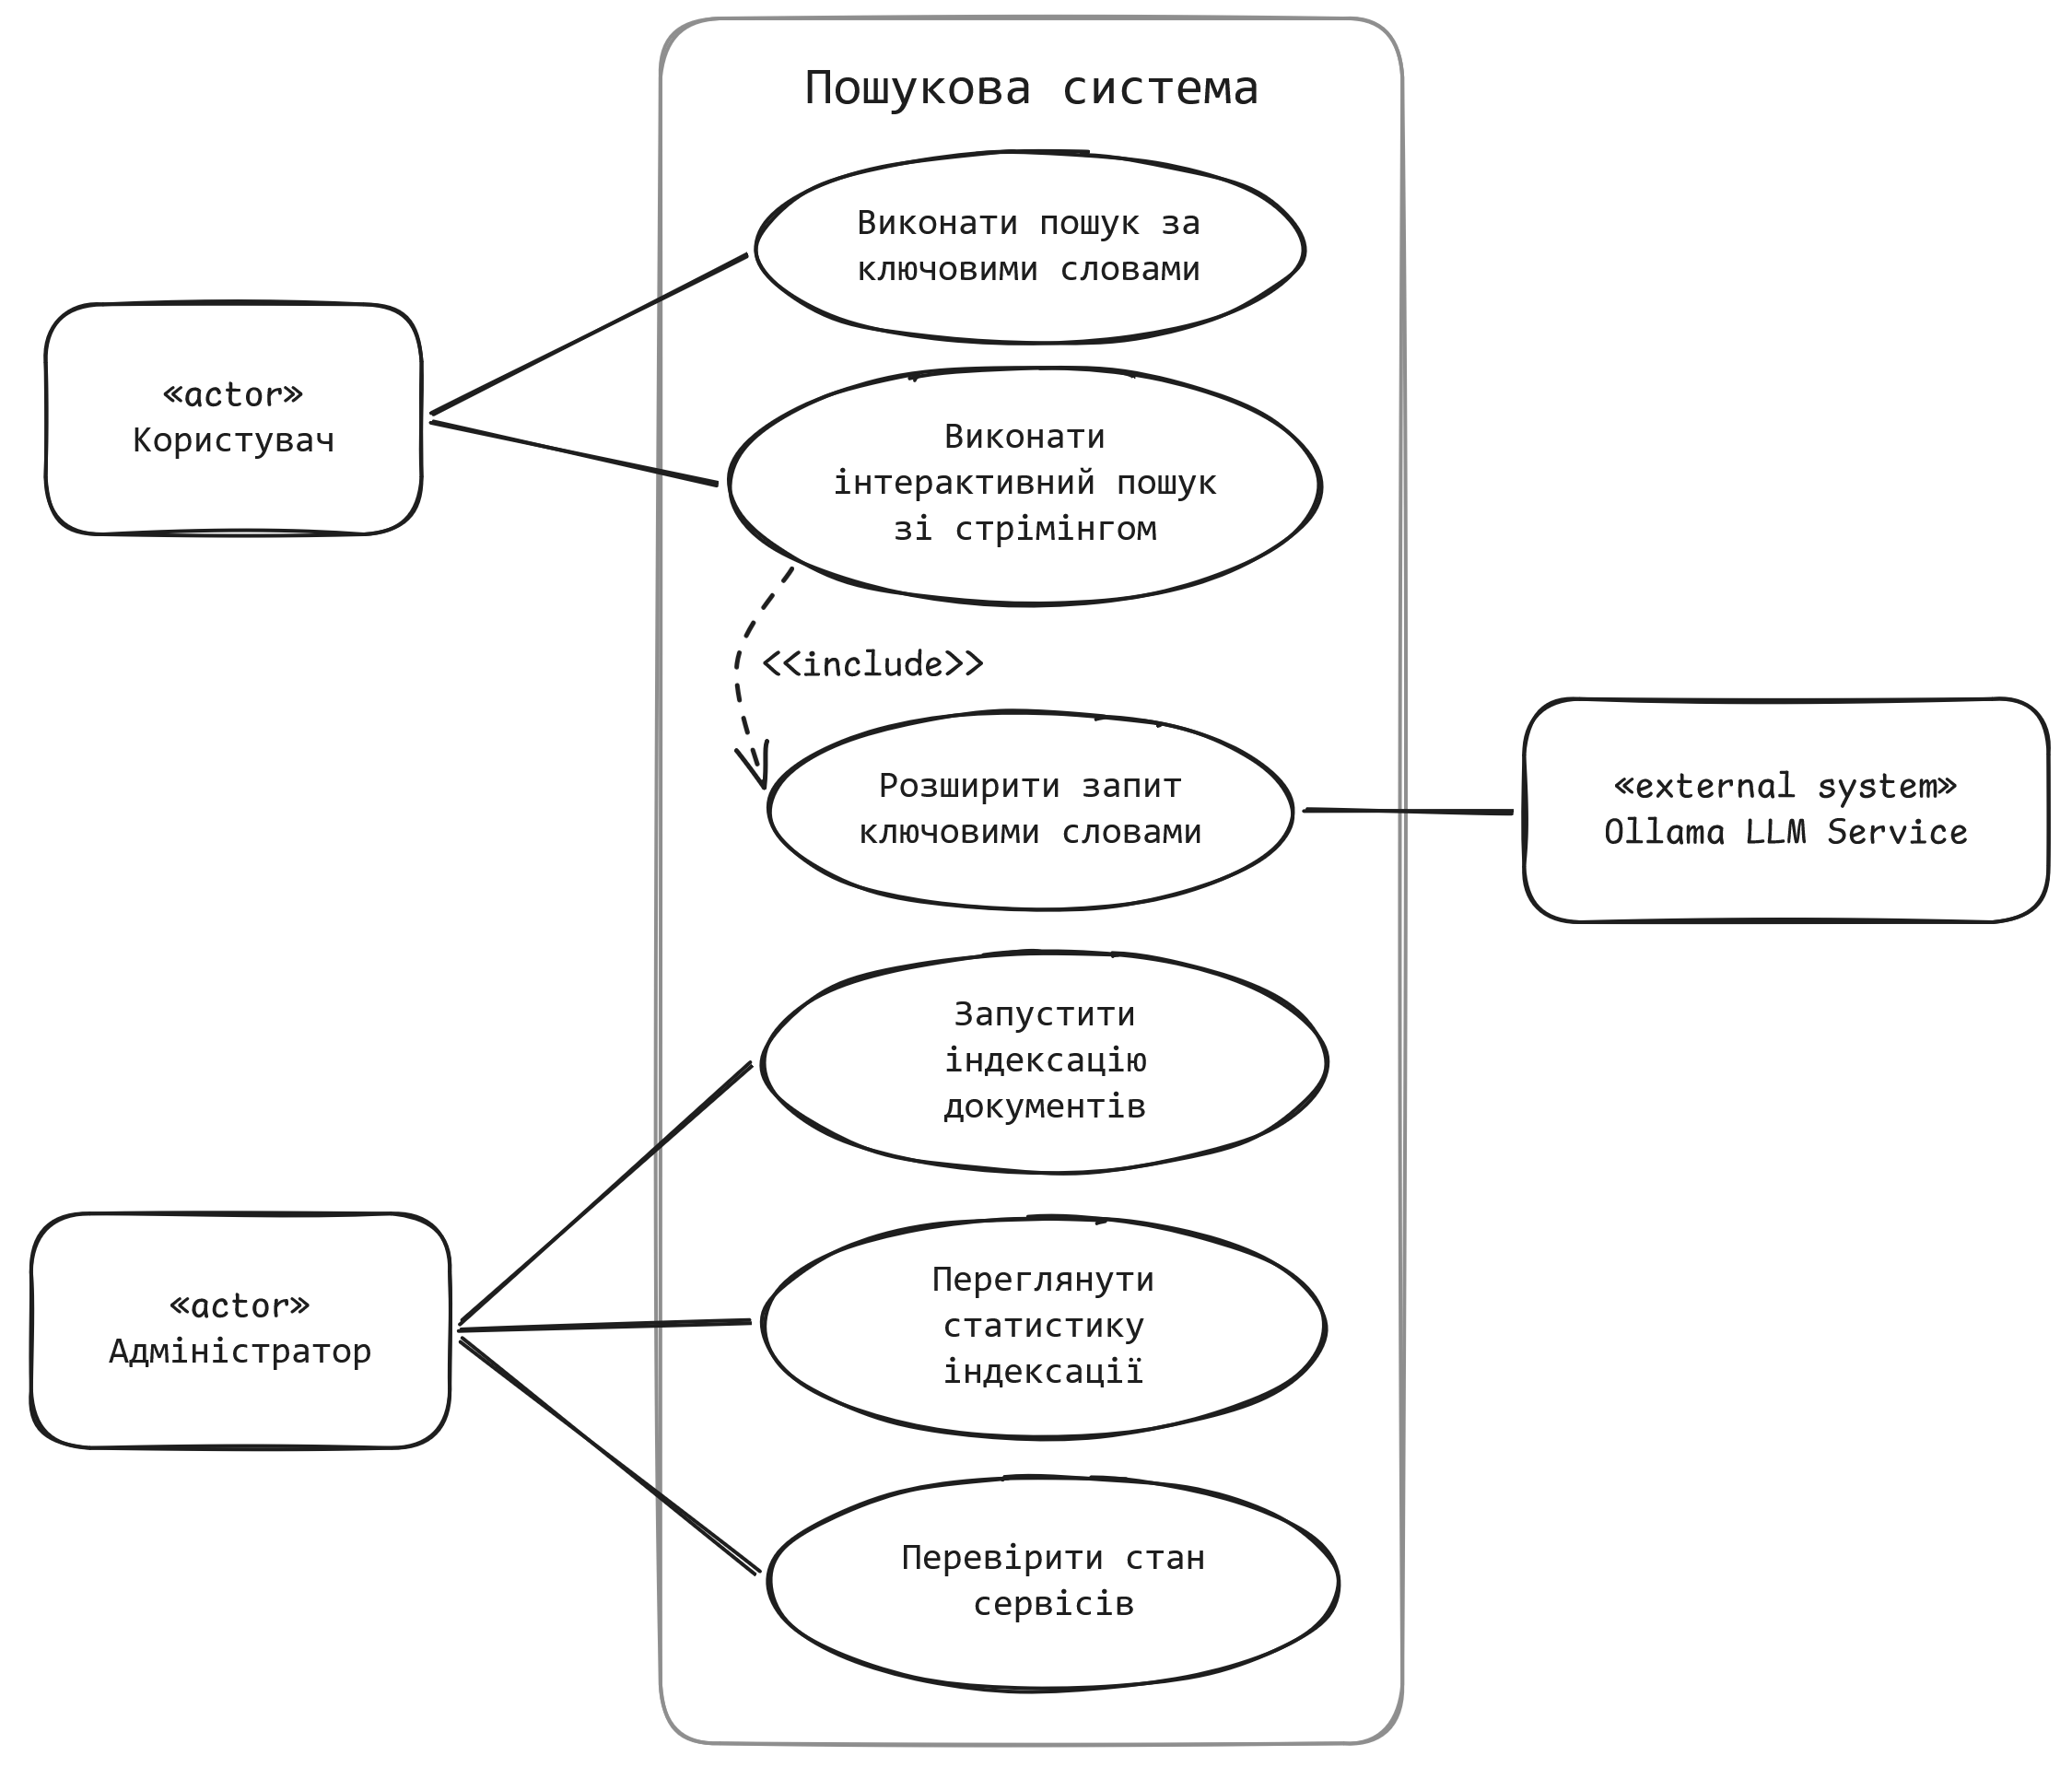 Пошукова система
Виконати пошук за
ключовими словами
«actor»
Користувач
Виконати
інтерактивний пошук
зі стрімінгом
<<include>>
Розширити запит
ключовими словами
«external system»
Ollama LLM Service
Запустити
індексацію
документів
«actor»
Адміністратор
Переглянути
статистику
індексації
Перевірити стан
сервісів